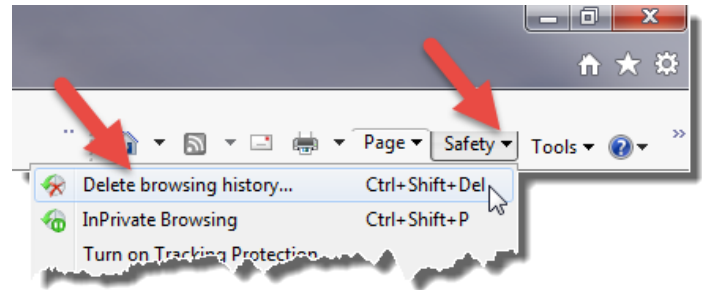 Page Safety Tools
Delete browsing history... Ctrl+Shift+Del
InPrivate Browsing Ctrl+Shift+P
Turn on Tracking Protection